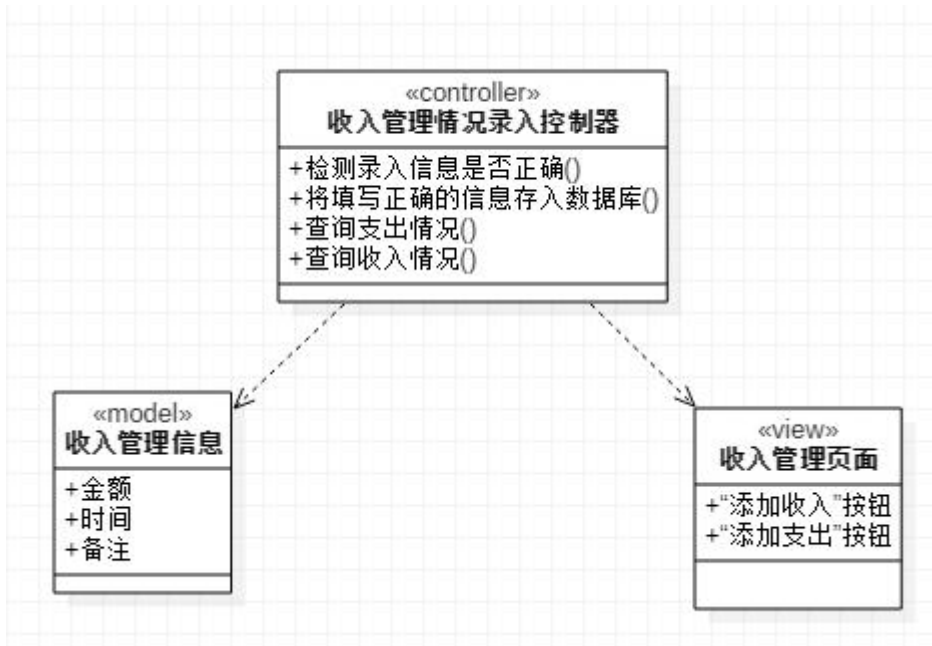 «controller»
收入管理情况录入控制器
+检测录入信息是否正确()
+将填写正确的信息存入数据库()
+查询支出情况()
+查询收入情况()
«model»
收入管理信息
+金额
+时间
+备注
«view»
收入管理页面
+“添加收入”按钮
+“添加支出”按钮